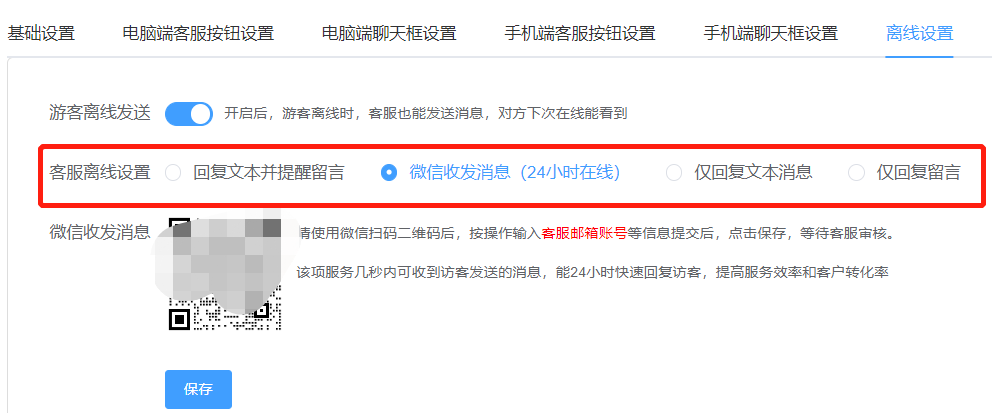 基础设置 电脑端客服按钮设置 电脑端聊天框设置 手机端客服按钮设置 手机端聊天框设置 离线设置
游客离线发送 开启后，游客离线时，客服也能发送消息，对方下次在线能看到
客服离线设置 回复文本并提醒留言 微信收发消息（24小时在线） 仅回复文本消息 仅回复留言
微信收发消息 请使用微信扫码二维码后，按操作输入客服邮箱账号等信息提交后，点击保存，等待客服审核。
该项服务几秒内可收到访客发送的消息，能24小时快速回复访客，提高服务效率和客户转化率
保存